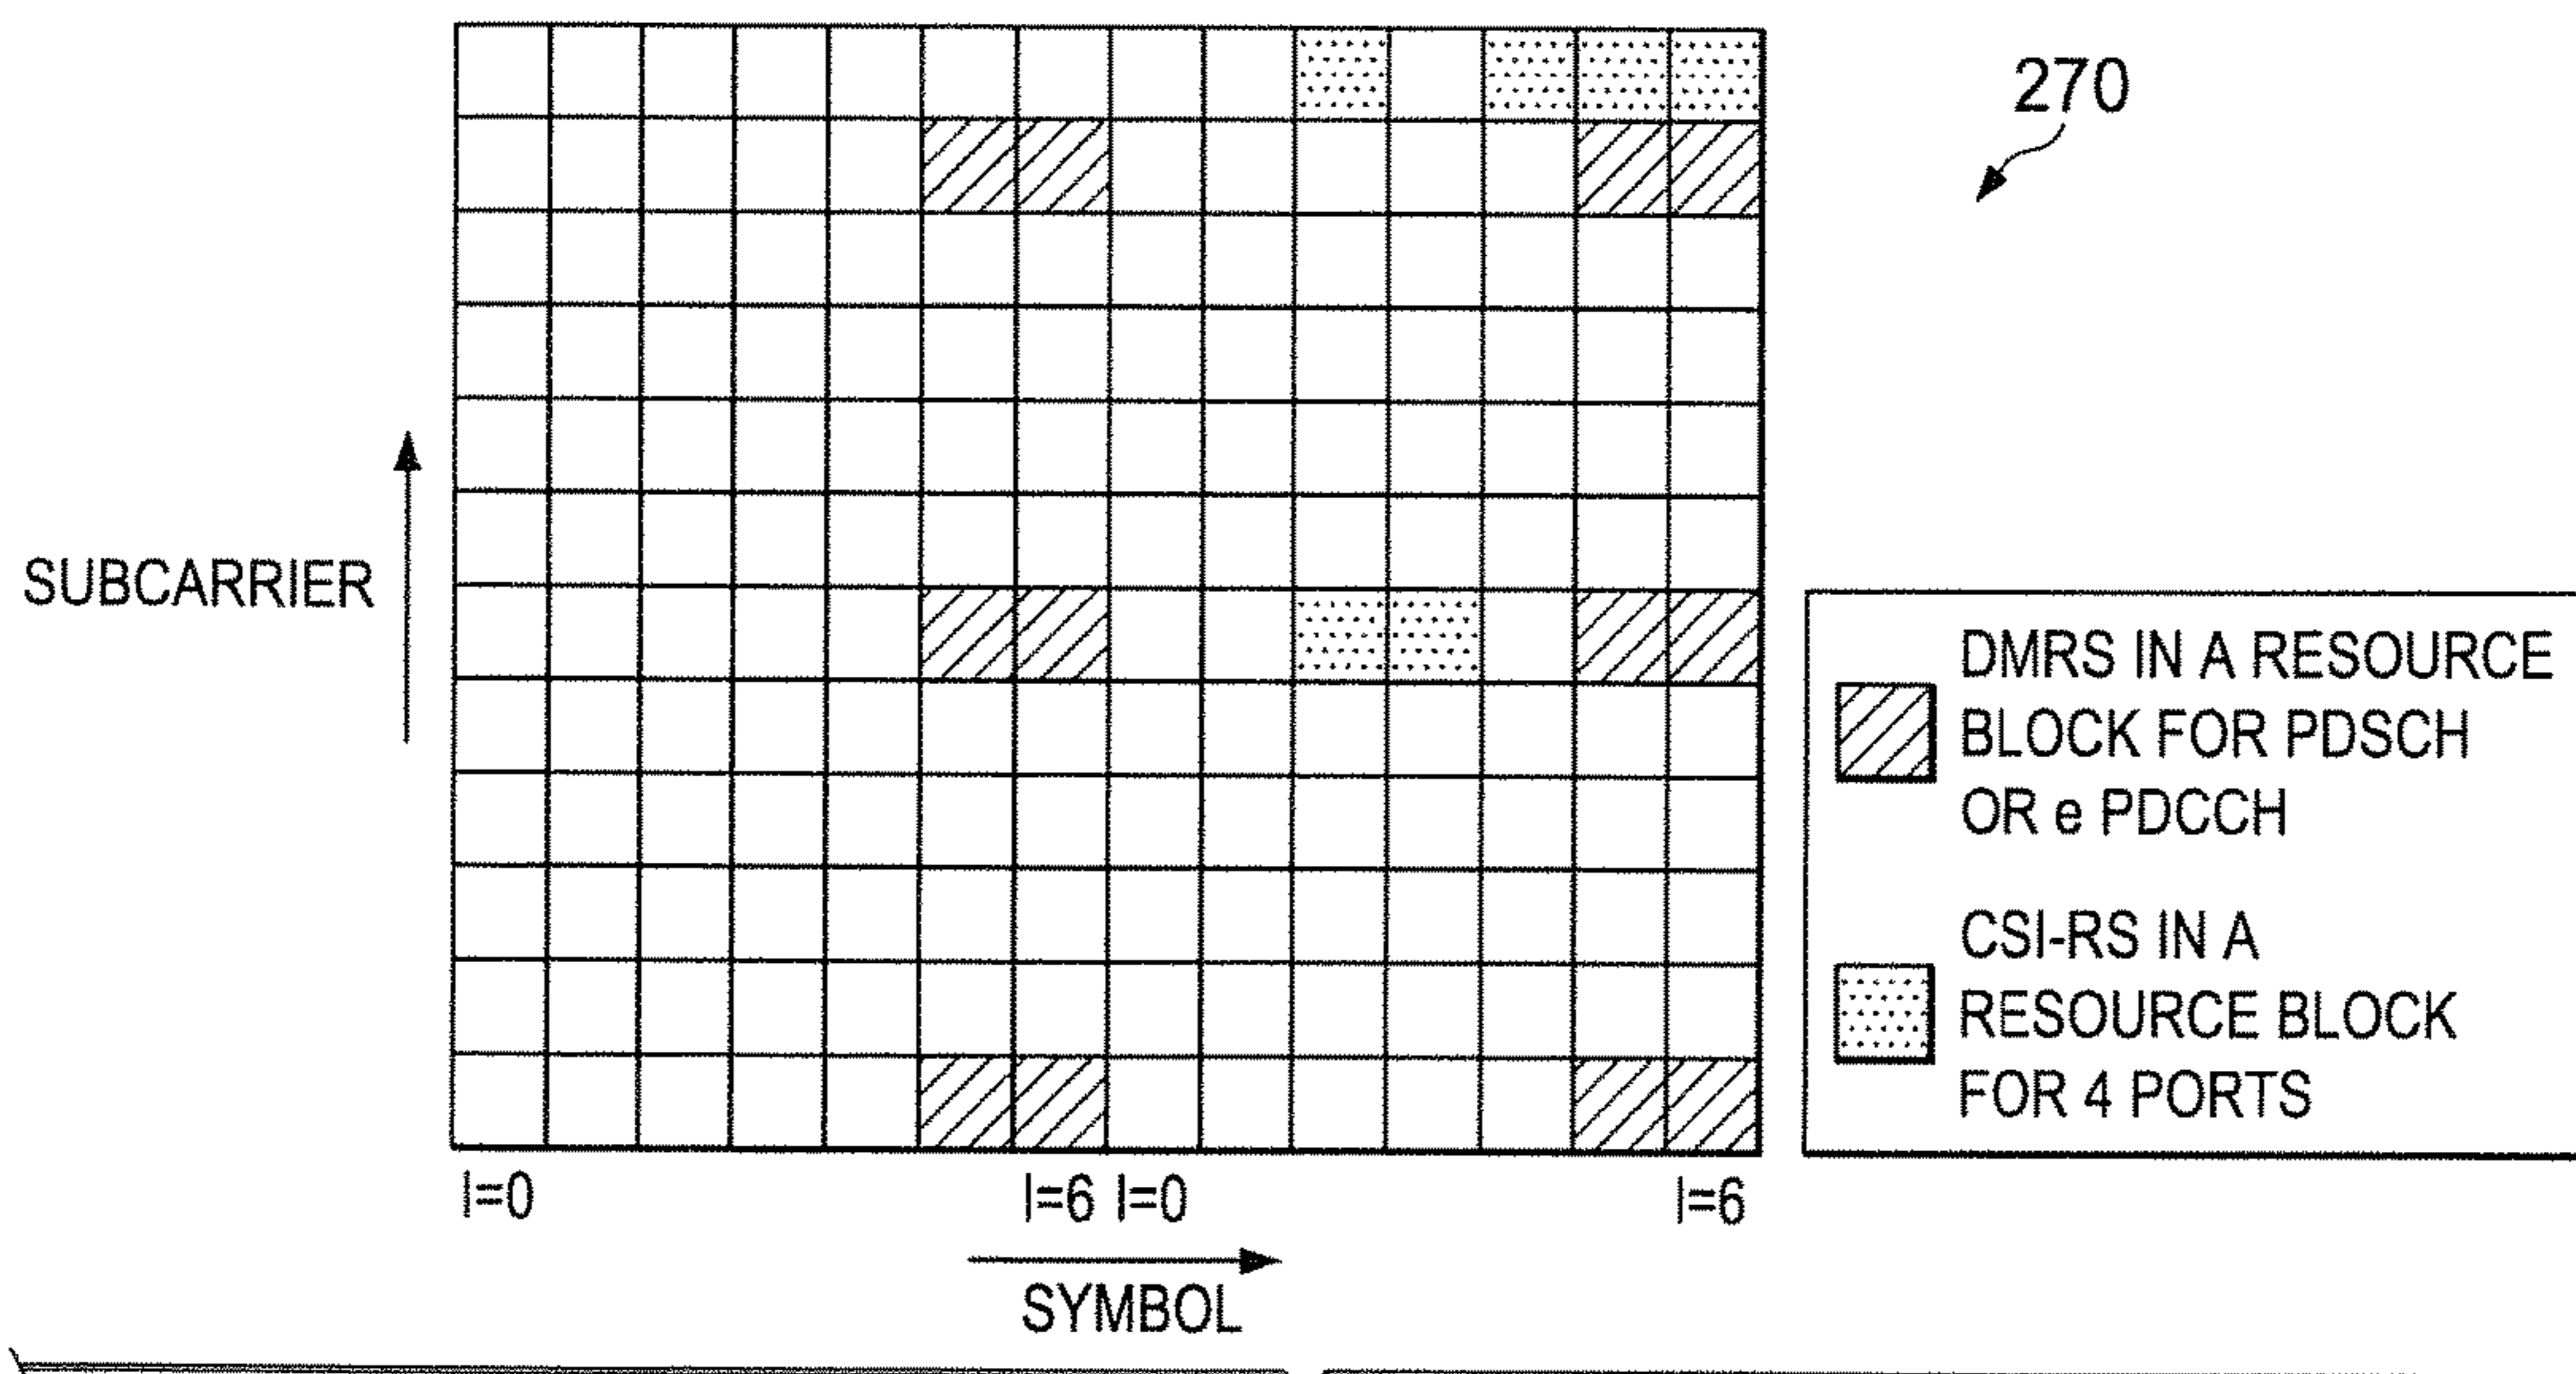 270
SUBCARRIER
DMRS IN A RESOURCE
BLOCK FOR PDSCH
OR e PDCCH
CSI-RS IN A
RESOURCE BLOCK
FOR 4 PORTS
l=0
l=6 l=0
l=6
SYMBOL